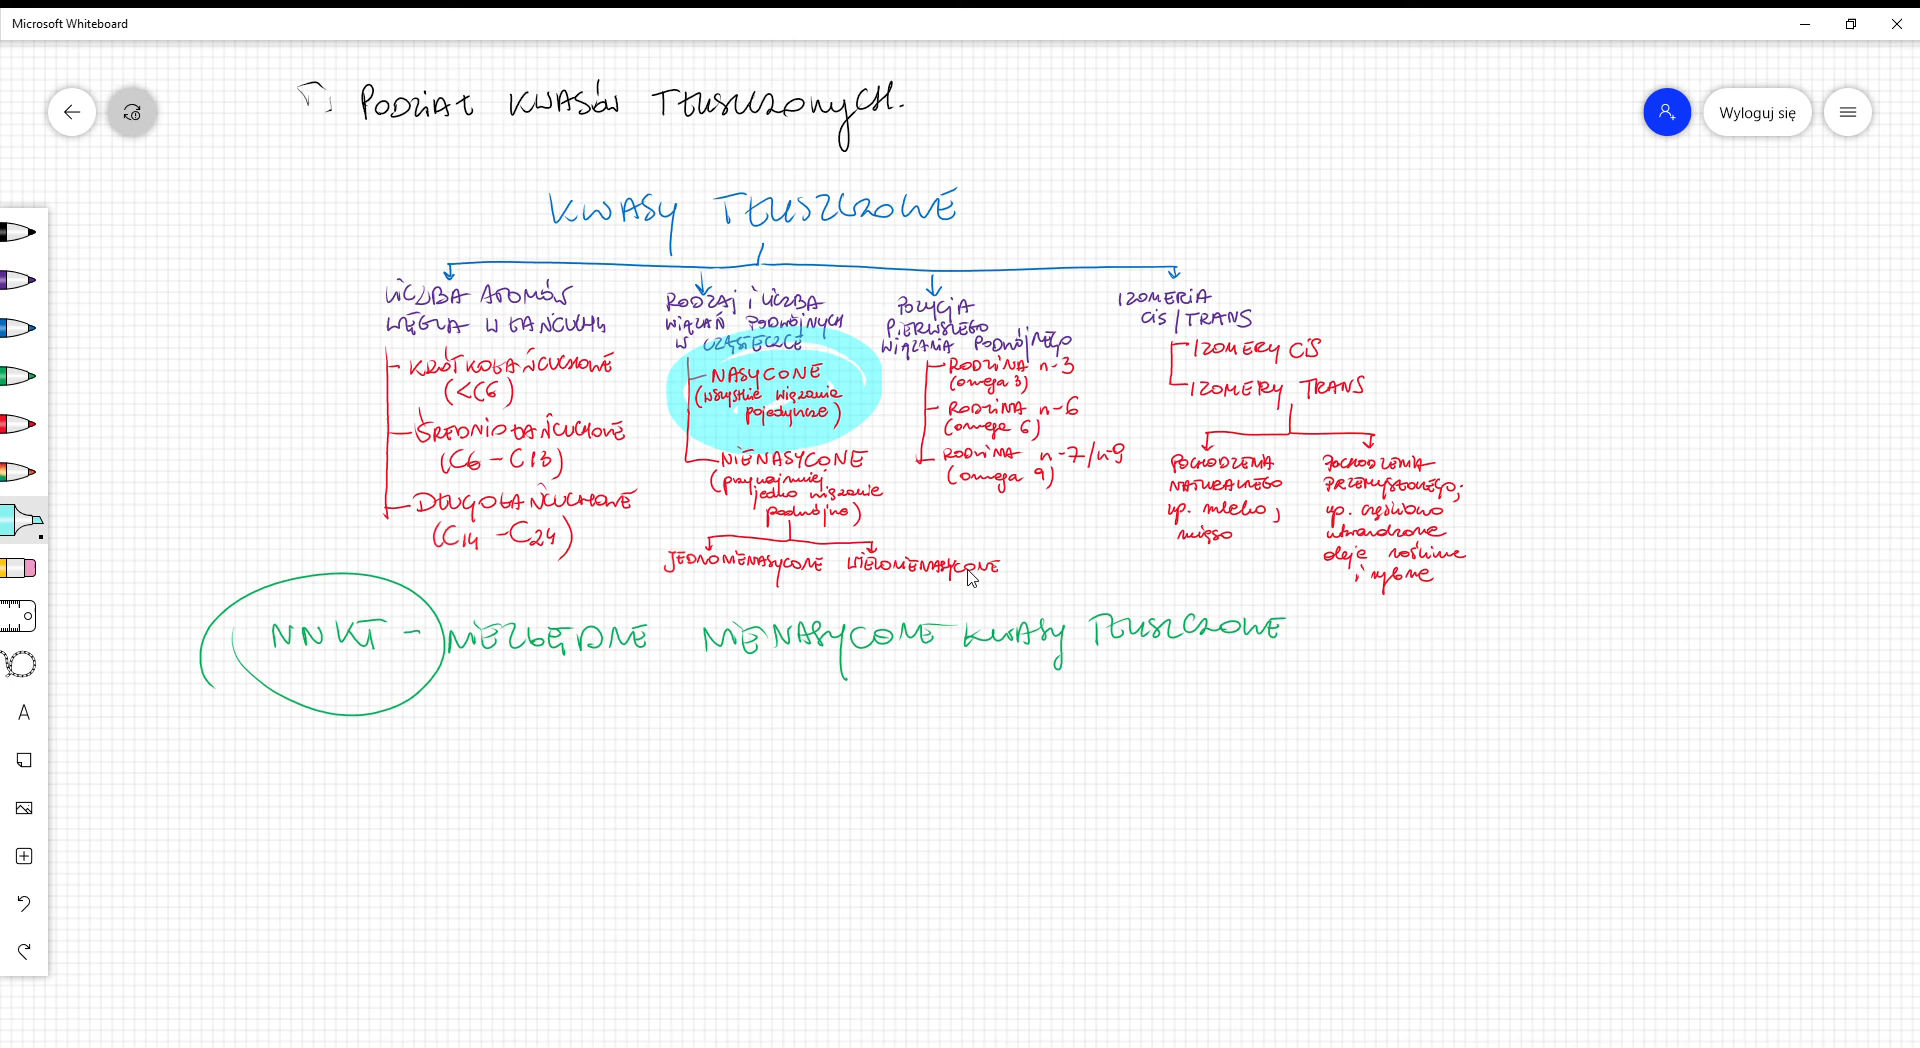 Microsoft Whiteboard
PODZIAŁ KWASÓW TŁUSZCZOWYCH.
Wyloguj się
KWASY TŁUSZCZOWE
LICZBA ATOMÓW
WĘGLA W ŁAŃCUCHU
KRÓTKOŁAŃCUCHOWE
(<C6)
ŚREDNIOŁAŃCUCHOWE
(C6 - C13)
DŁUGOŁAŃCUCHOWE
(C14 - C24)
RODZAJ i LICZBA
WIĄZAŃ PODWÓJNYCH
W CZĄSTECZCE
NASYCONE
(wszystkie wiązania
pojedyncze)
NIENASYCONE
(przynajmniej
jedno wiązanie
podwójne)
JEDNONIENASYCONE WIELONIENASYCONE
POZYCJA
PIERWSZEGO
WIĄZANIA PODWÓJNEGO
RODZINA n-3
(omega 3)
RODZINA n-6
(omega 6)
RODZINA n-7/n-9
(omega 9)
IZOMERIA
CIS/TRANS
IZOMERY CIS
IZOMERY TRANS
POCHODZENIA
NATURALNEGO
np. mleko,
mięso
POCHODZENIA
PRZEMYSŁOWEGO,
np. częściowo
utwardzone
oleje roślinne
i rybne
NNKT - NIEZBĘDNE NIENASYCONE KWASY TŁUSZCZOWE
A